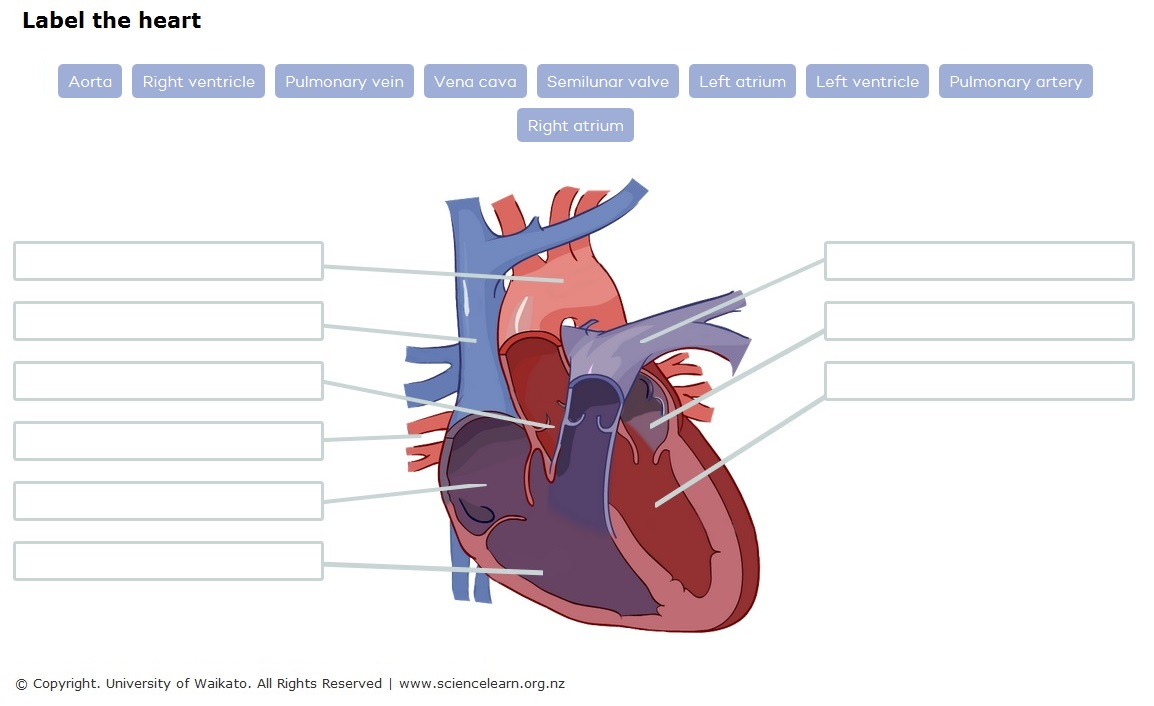 Label the heart
Aorta Right ventricle Pulmonary vein Vena cava Semilunar valve Left atrium Left ventricle Pulmonary artery
Right atrium
© Copyright. University of Waikato. All Rights Reserved | www.sciencelearn.org.nz